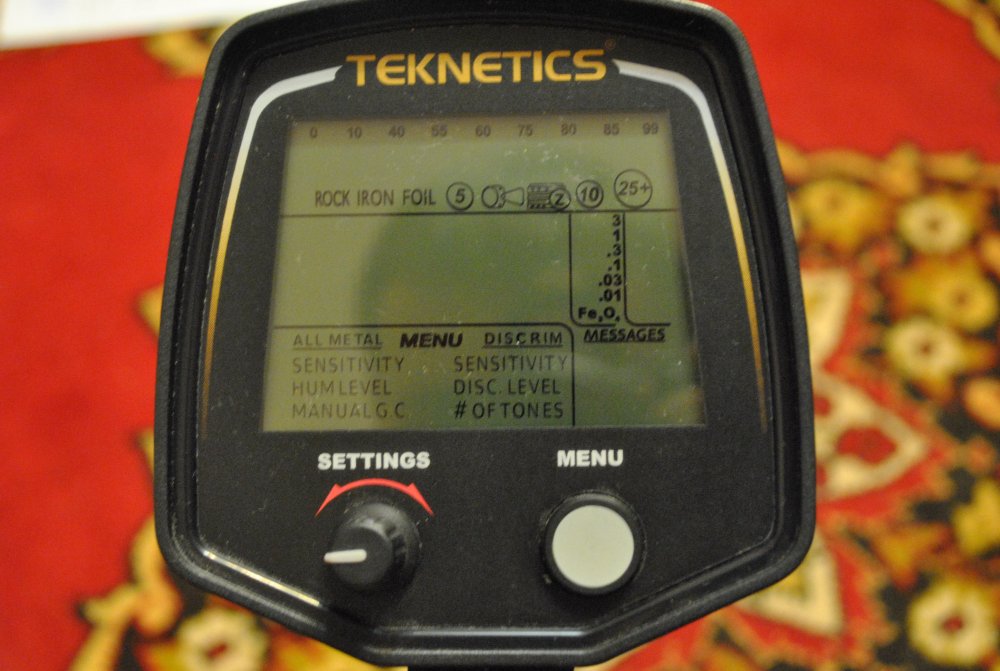 TEKNETICS®
0 10 40 55 60 75 80 85 99
ROCK IRON FOIL 5 Z 10 25+
3
1
.3
.1
.03
.01
Fe₃O₄
ALL METAL MENU DISCRIM MESSAGES
SENSITIVITY SENSITIVITY
HUM LEVEL DISC. LEVEL
MANUAL G C # OF TONES
SETTINGS MENU